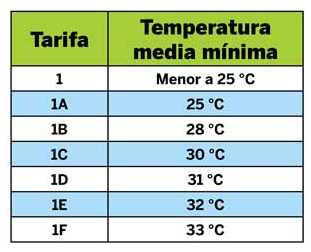 Tarifa Temperatura media mínima
1 Menor a 25 °C
1A 25 °C
1B 28 °C
1C 30 °C
1D 31 °C
1E 32 °C
1F 33 °C